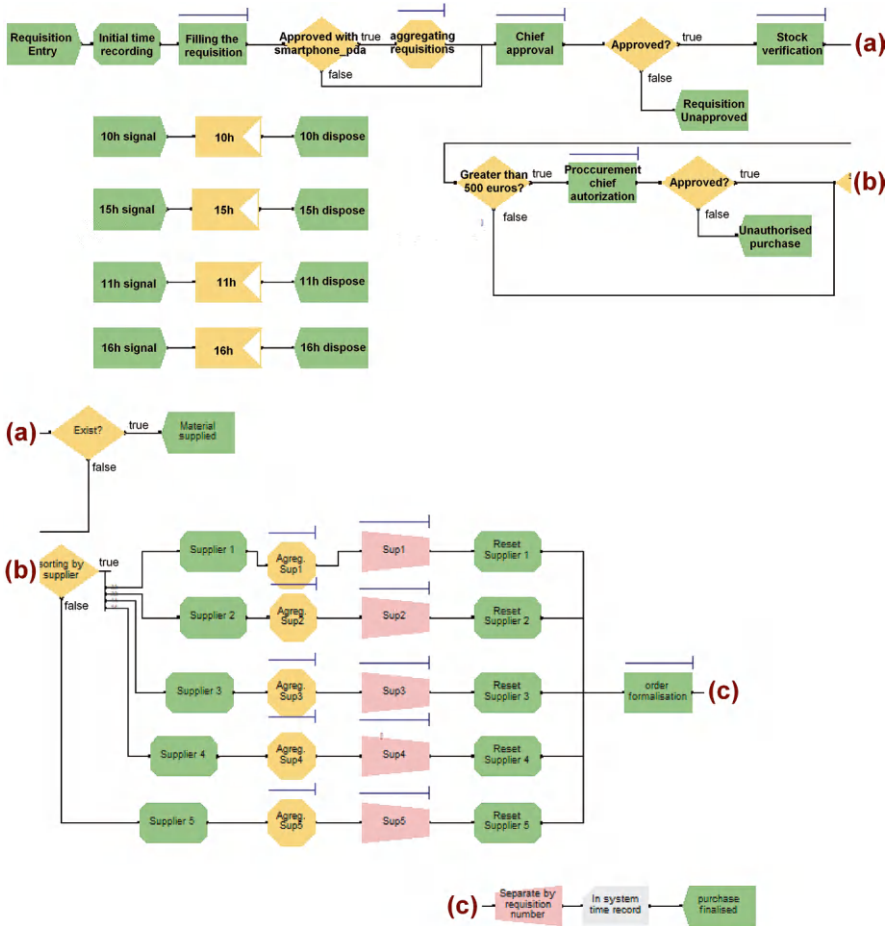 Requisition
Entry
Initial time
recording
Filling the
requisition
Approved with
smartphone_pda
true
false
aggregating
requisitions
Chief
approval
Approved?
true
false
Requisition
Unapproved
Stock
verification
(a)
10h signal
10h
10h dispose
15h signal
15h
15h dispose
11h signal
11h
11h dispose
16h signal
16h
16h dispose
Greater than
500 euros?
true
false
Proccurement
chief
autorization
Approved?
true
false
Unauthorised
purchase
(b)
(a)
Exist?
true
false
Material
supplied
(b)
sorting by
supplier
true
false
Supplier 1
Agreg.
Sup1
Sup1
Reset
Supplier 1
Supplier 2
Agreg.
Sup2
Sup2
Reset
Supplier 2
Supplier 3
Agreg.
Sup3
Sup3
Reset
Supplier 3
Supplier 4
Agreg.
Sup4
Sup4
Reset
Supplier 4
Supplier 5
Agreg.
Sup5
Sup5
Reset
Supplier 5
order
formalisation
(c)
(c)
Separate by
requisition
number
In system
time record
purchase
finalised